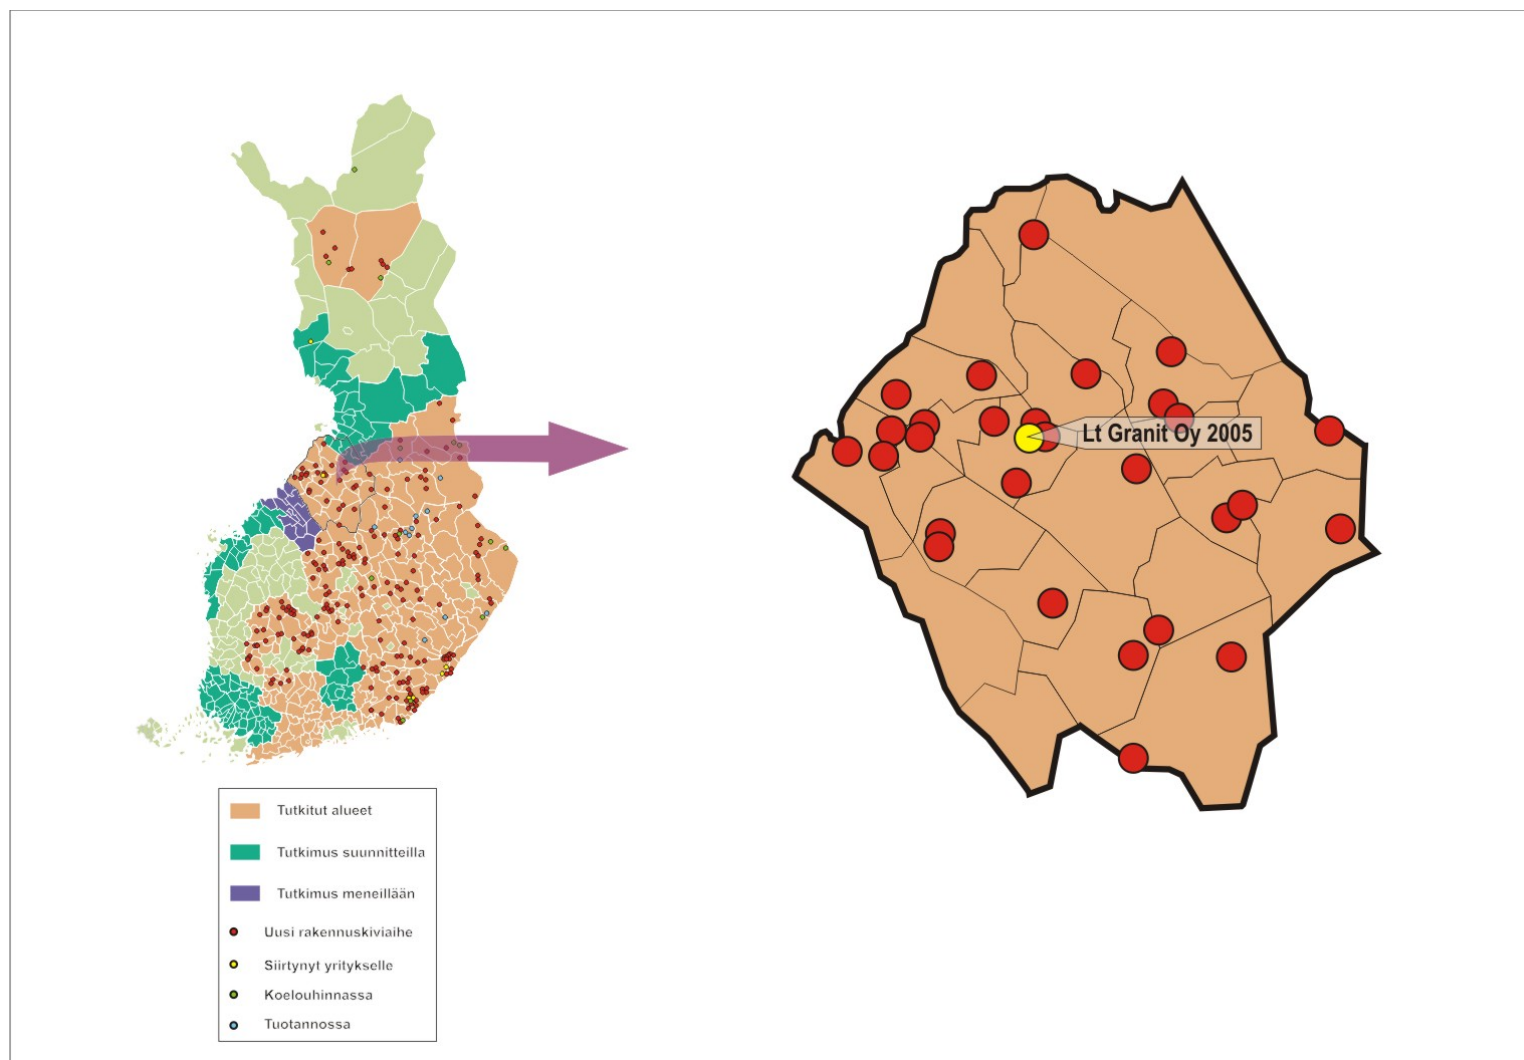 Lt Granit Oy 2005
Tutkitut alueet
Tutkimus suunnitteilla
Tutkimus meneillään
Uusi rakennuskiviaihe
Siirtynyt yritykselle
Koelouhinnassa
Tuotannossa